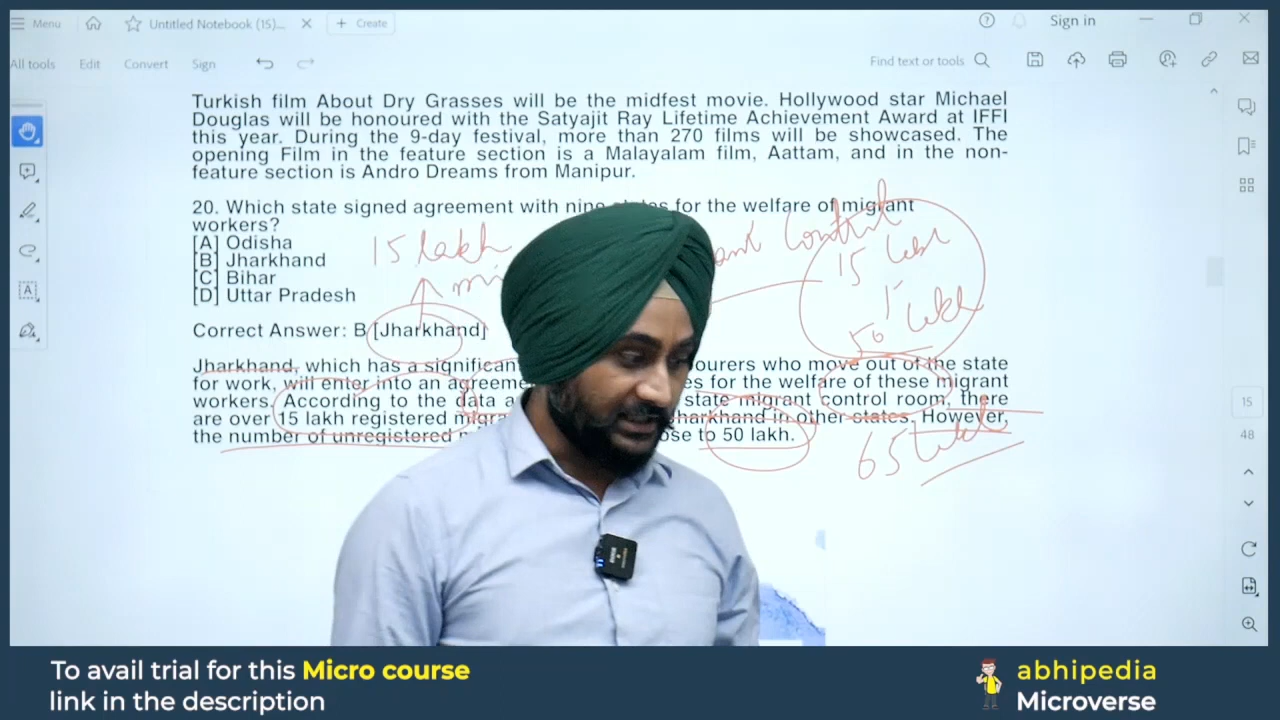 Menu
Untitled Notebook (15)...
+ Create
Sign in
All tools
Edit
Convert
Sign
Find text or tools
Turkish film About Dry Grasses will be the midfest movie. Hollywood star Michael
Douglas will be honoured with the Satyajit Ray Lifetime Achievement Award at IFFI
this year. During the 9-day festival, more than 270 films will be showcased. The
opening Film in the feature section is a Malayalam film, Aattam, and in the non-
feature section is Andro Dreams from Manipur.
20. Which state signed agreement with nine for the welfare of migrant
workers?
[A] Odisha
[B] Jharkhand
[C] Bihar
[D] Uttar Pradesh
15 lakh
Control
15 lakh
50 lakh
Correct Answer: B [Jharkhand]
Jharkhand, which has a significant who move out of the state
for work, will enter into an for the welfare of these migrant
workers. According to the data state migrant control room, there
are over 15 lakh registered Jharkhand in other states. However,
the number of unregistered to 50 lakh.
65 lakh
15
48
To avail trial for this Micro course
link in the description
abhipedia
Microverse